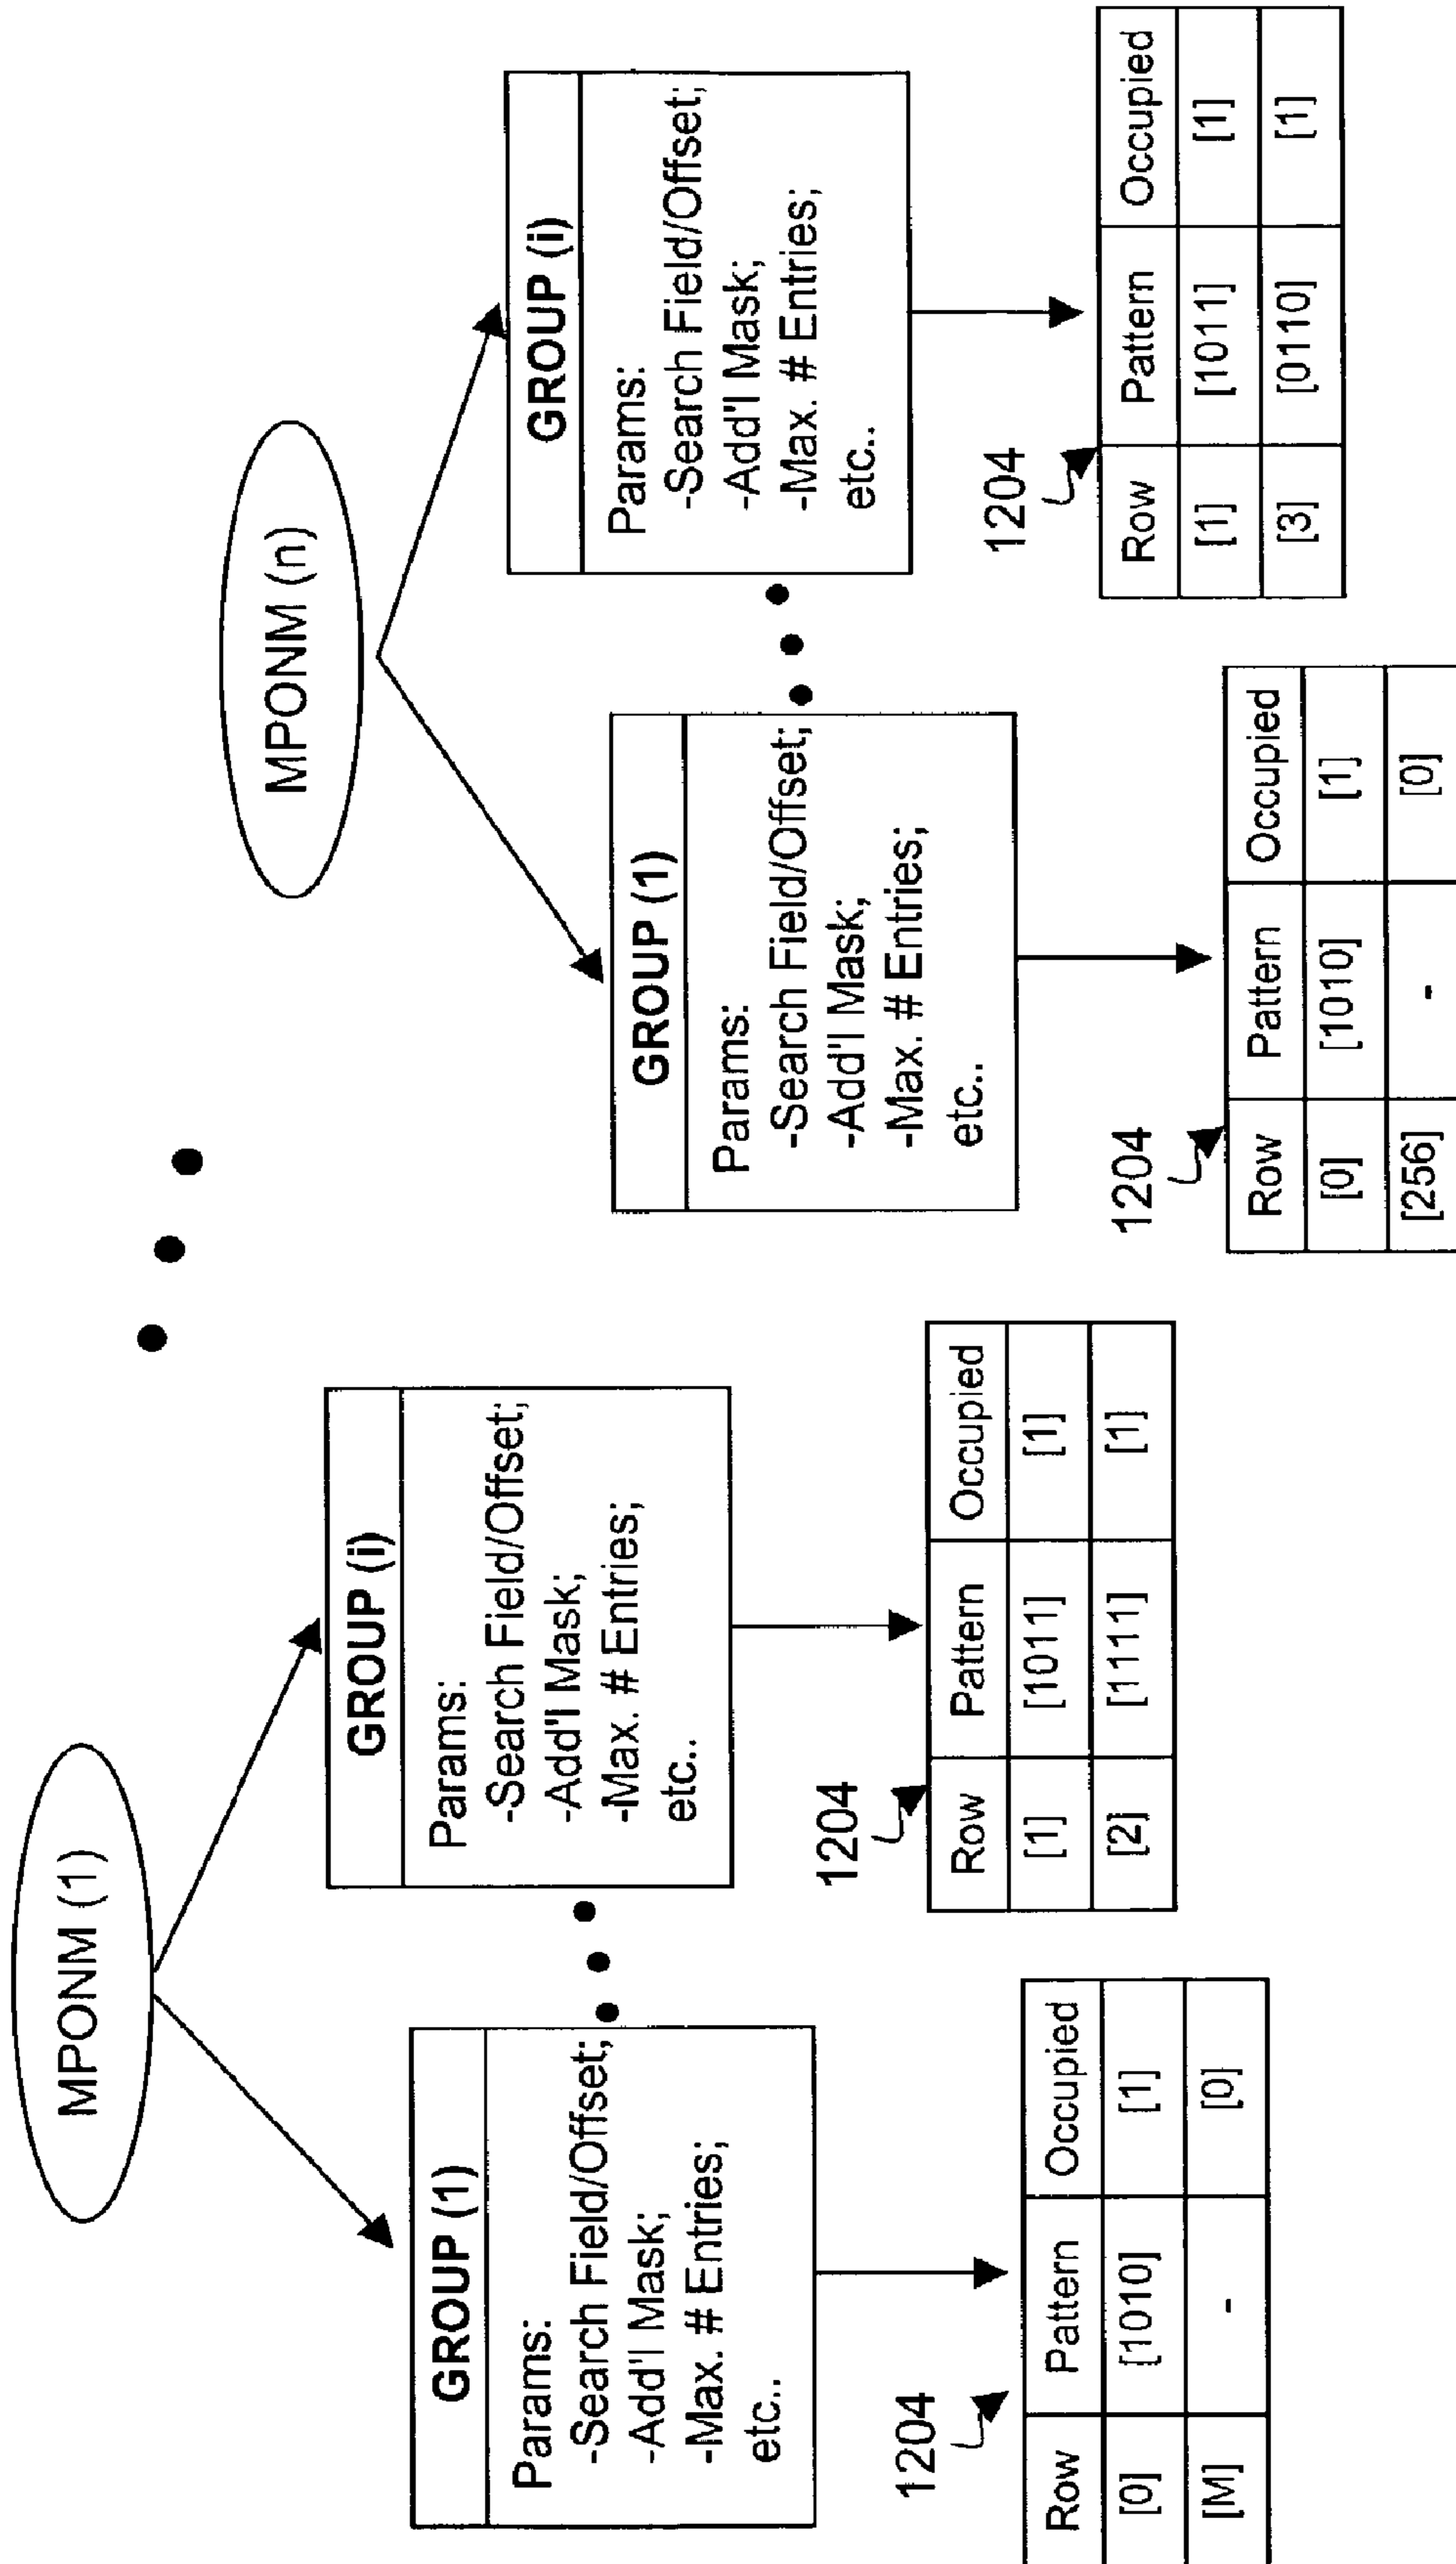 MPONM (1)
GROUP (1)
Params:
-Search Field/Offset;
-Add'l Mask;
-Max. # Entries;
etc..
1204
Row Pattern Occupied
[0] [1010] [1]
[M] - [0]
GROUP (i)
Params:
-Search Field/Offset;
-Add'l Mask;
-Max. # Entries;
etc..
1204
Row Pattern Occupied
[1] [1011] [1]
[2] [1111] [1]
MPONM (n)
GROUP (1)
Params:
-Search Field/Offset;
-Add'l Mask;
-Max. # Entries;
etc..
1204
Row Pattern Occupied
[0] [1010] [1]
[256] - [0]
GROUP (i)
Params:
-Search Field/Offset;
-Add'l Mask;
-Max. # Entries;
etc..
1204
Row Pattern Occupied
[1] [1011] [1]
[3] [0110] [1]